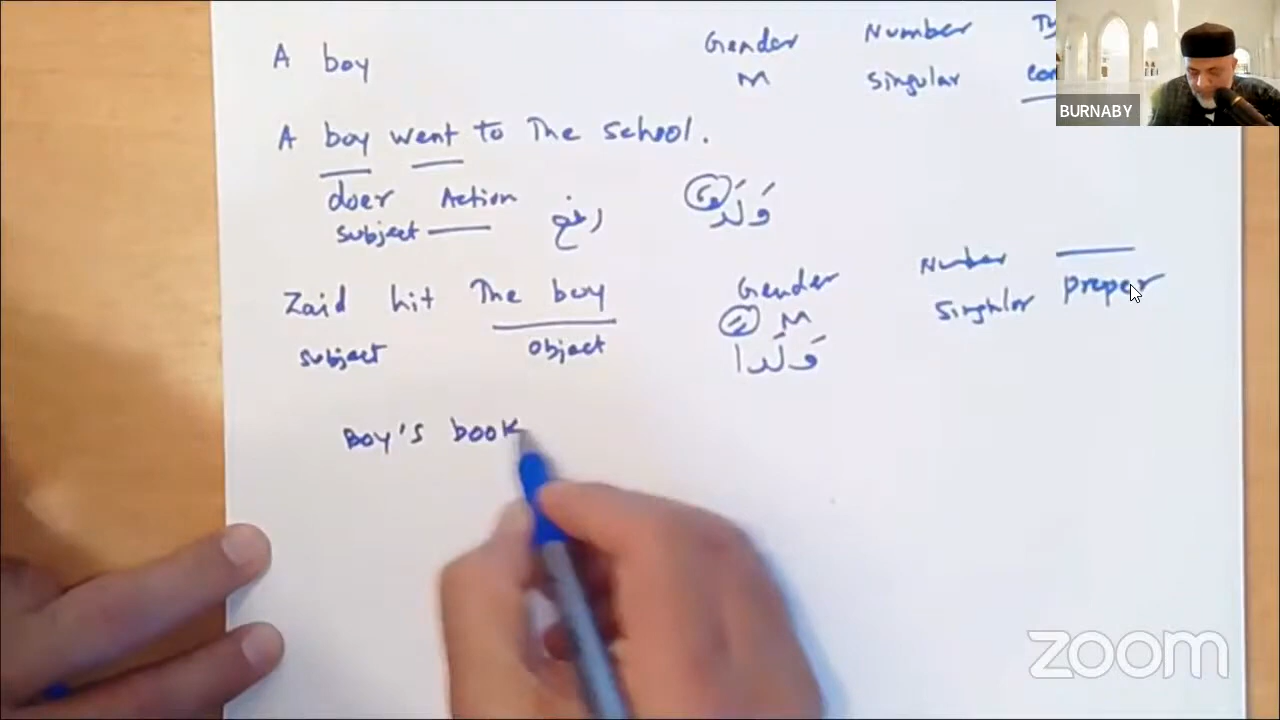 A boy Gender Number
M Singular
BURNABY
A boy went to The School.
doer Action
subject رفع وَلَدٌ
Zaid hit The boy Gender Number proper
subject object M Singular
وَلَدا
Boy's book
zoom